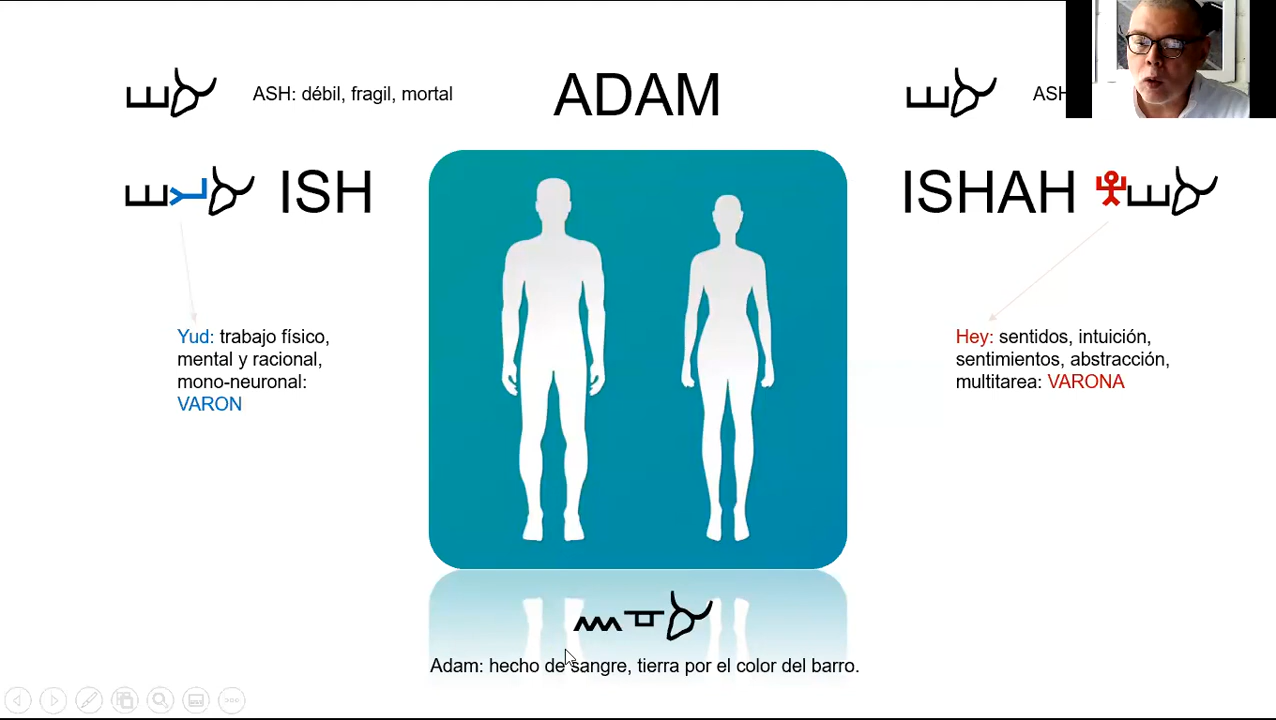 ASH: débil, fragil, mortal
ADAM
ASH
ISH
ISHAH
Yud: trabajo físico,
mental y racional,
mono-neuronal:
VARON
Hey: sentidos, intuición,
sentimientos, abstracción,
multitarea: VARONA
Adam: hecho de sangre, tierra por el color del barro.